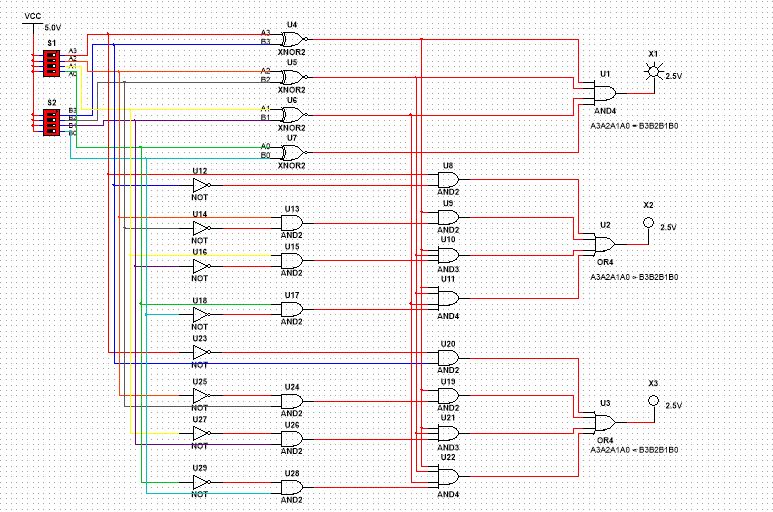 VCC
5.0V
S1
A3
A2
A1
A0
S2
B3
B2
B1
B0
A3
B3
U4
XNOR2
A2
B2
U5
XNOR2
A1
B1
U6
XNOR2
A0
B0
U7
XNOR2
U1
AND4
X1
2.5V
A3A2A1A0 = B3B2B1B0
U12
NOT
U8
AND2
U14
NOT
U13
AND2
U9
AND2
U16
NOT
U15
AND2
U10
AND3
U18
NOT
U17
AND2
U11
AND4
U2
OR4
X2
2.5V
A3A2A1A0 > B3B2B1B0
U23
NOT
U20
AND2
U25
NOT
U24
AND2
U19
AND2
U27
NOT
U26
AND2
U21
AND3
U29
NOT
U28
AND2
U22
AND4
U3
OR4
X3
2.5V
A3A2A1A0 < B3B2B1B0